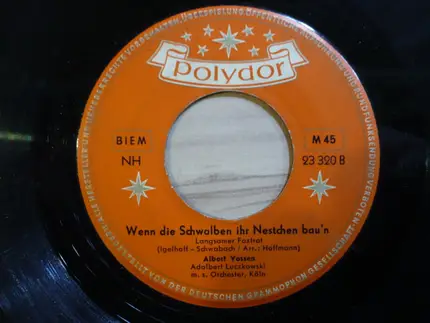 Polydor
BIEM
M 45
NH
23 320 B
Wenn die Schwalben ihr Nestchen bau'n
Langsamer Foxtrot
(Igelhoff - Schwabach / Arr.: Hoffmann)
Albert Vossen
Adalbert Luczkowski
m. s. Orchester, Köln